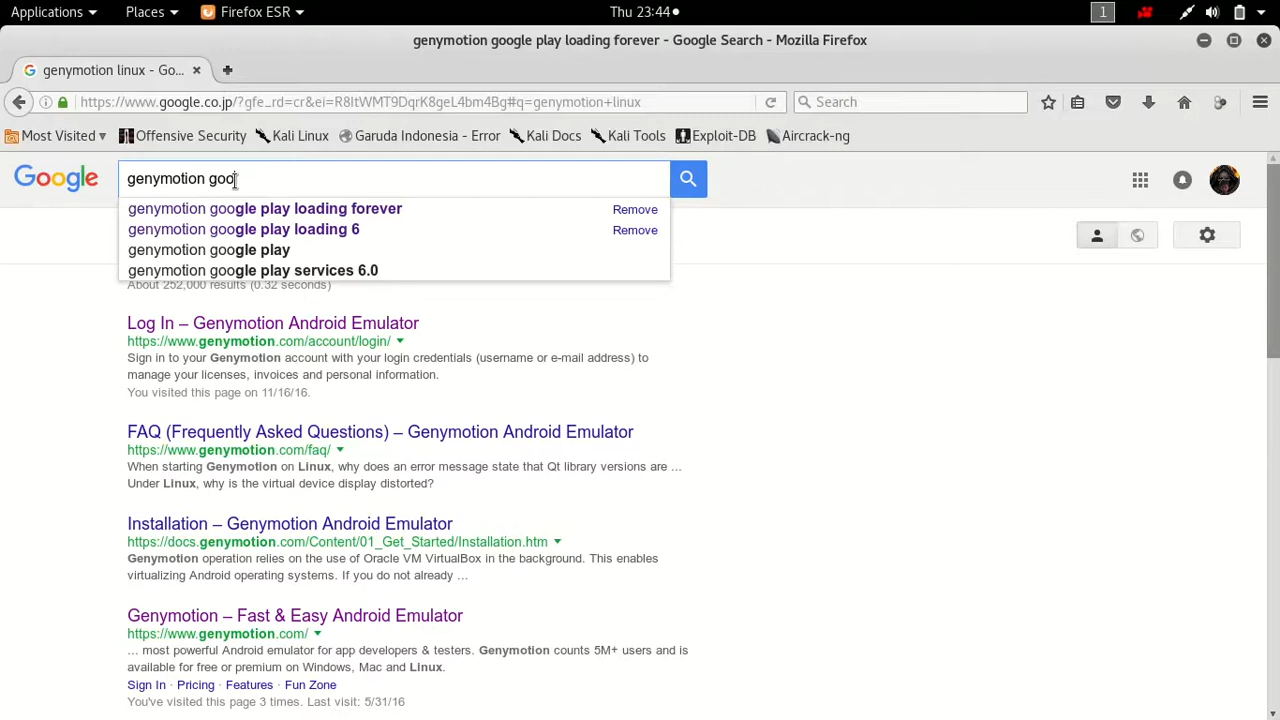 Applications Places Firefox ESR Thu 23:44 1
genymotion google play loading forever - Google Search - Mozilla Firefox
genymotion linux - Go...
https://www.google.co.jp/?gfe_rd=cr&ei=R8ItWMT9DqrK8geL4bm4Bg#q=genymotion+linux Search
Most Visited Offensive Security Kali Linux Garuda Indonesia - Error Kali Docs Kali Tools Exploit-DB Aircrack-ng
Google genymotion goo
genymotion google play loading forever Remove
genymotion google play loading 6 Remove
genymotion google play
genymotion google play services 6.0
About 252,000 results (0.32 seconds)
Log In – Genymotion Android Emulator
https://www.genymotion.com/account/login/
Sign in to your Genymotion account with your login credentials (username or e-mail address) to
manage your licenses, invoices and personal information.
You visited this page on 11/16/16.
FAQ (Frequently Asked Questions) – Genymotion Android Emulator
https://www.genymotion.com/faq/
When starting Genymotion on Linux, why does an error message state that Qt library versions are ...
Under Linux, why is the virtual device display distorted?
Installation – Genymotion Android Emulator
https://docs.genymotion.com/Content/01_Get_Started/Installation.htm
Genymotion operation relies on the use of Oracle VM VirtualBox in the background. This enables
virtualizing Android operating systems. If you do not already ...
Genymotion – Fast & Easy Android Emulator
https://www.genymotion.com/
... most powerful Android emulator for app developers & testers. Genymotion counts 5M+ users and is
available for free or premium on Windows, Mac and Linux.
Sign In · Pricing · Features · Fun Zone
You've visited this page 3 times. Last visit: 5/31/16